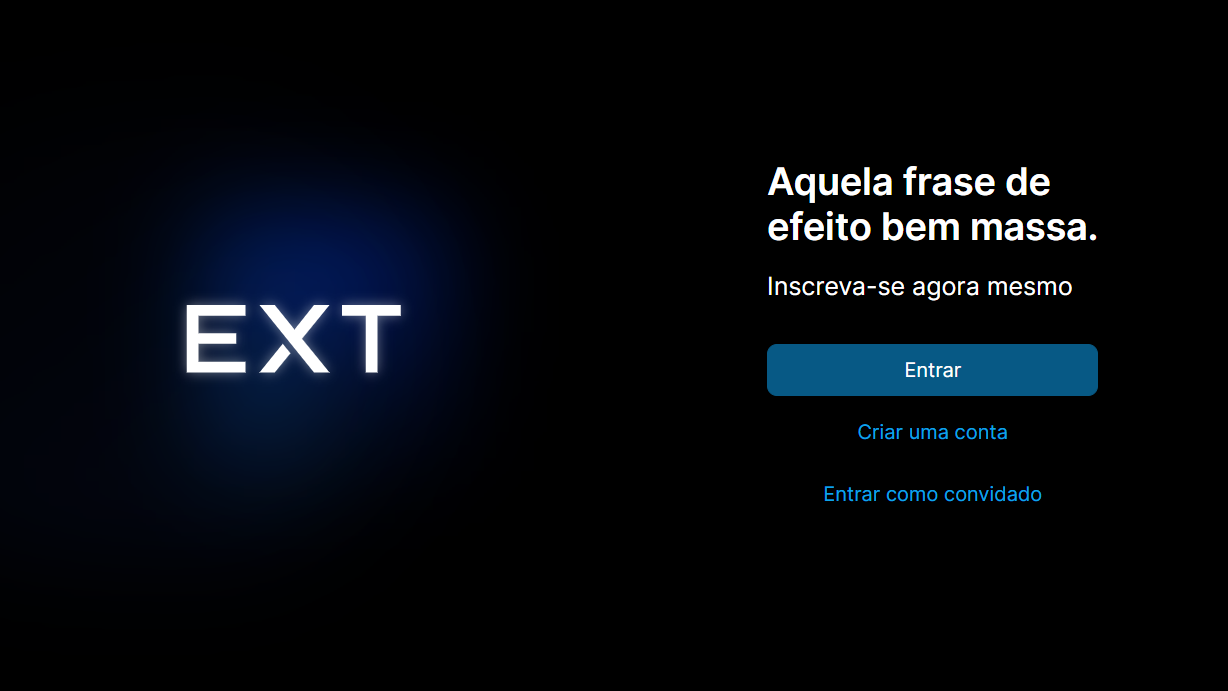 EXT
Aquela frase de
efeito bem massa.
Inscreva-se agora mesmo
Entrar
Criar uma conta
Entrar como convidado